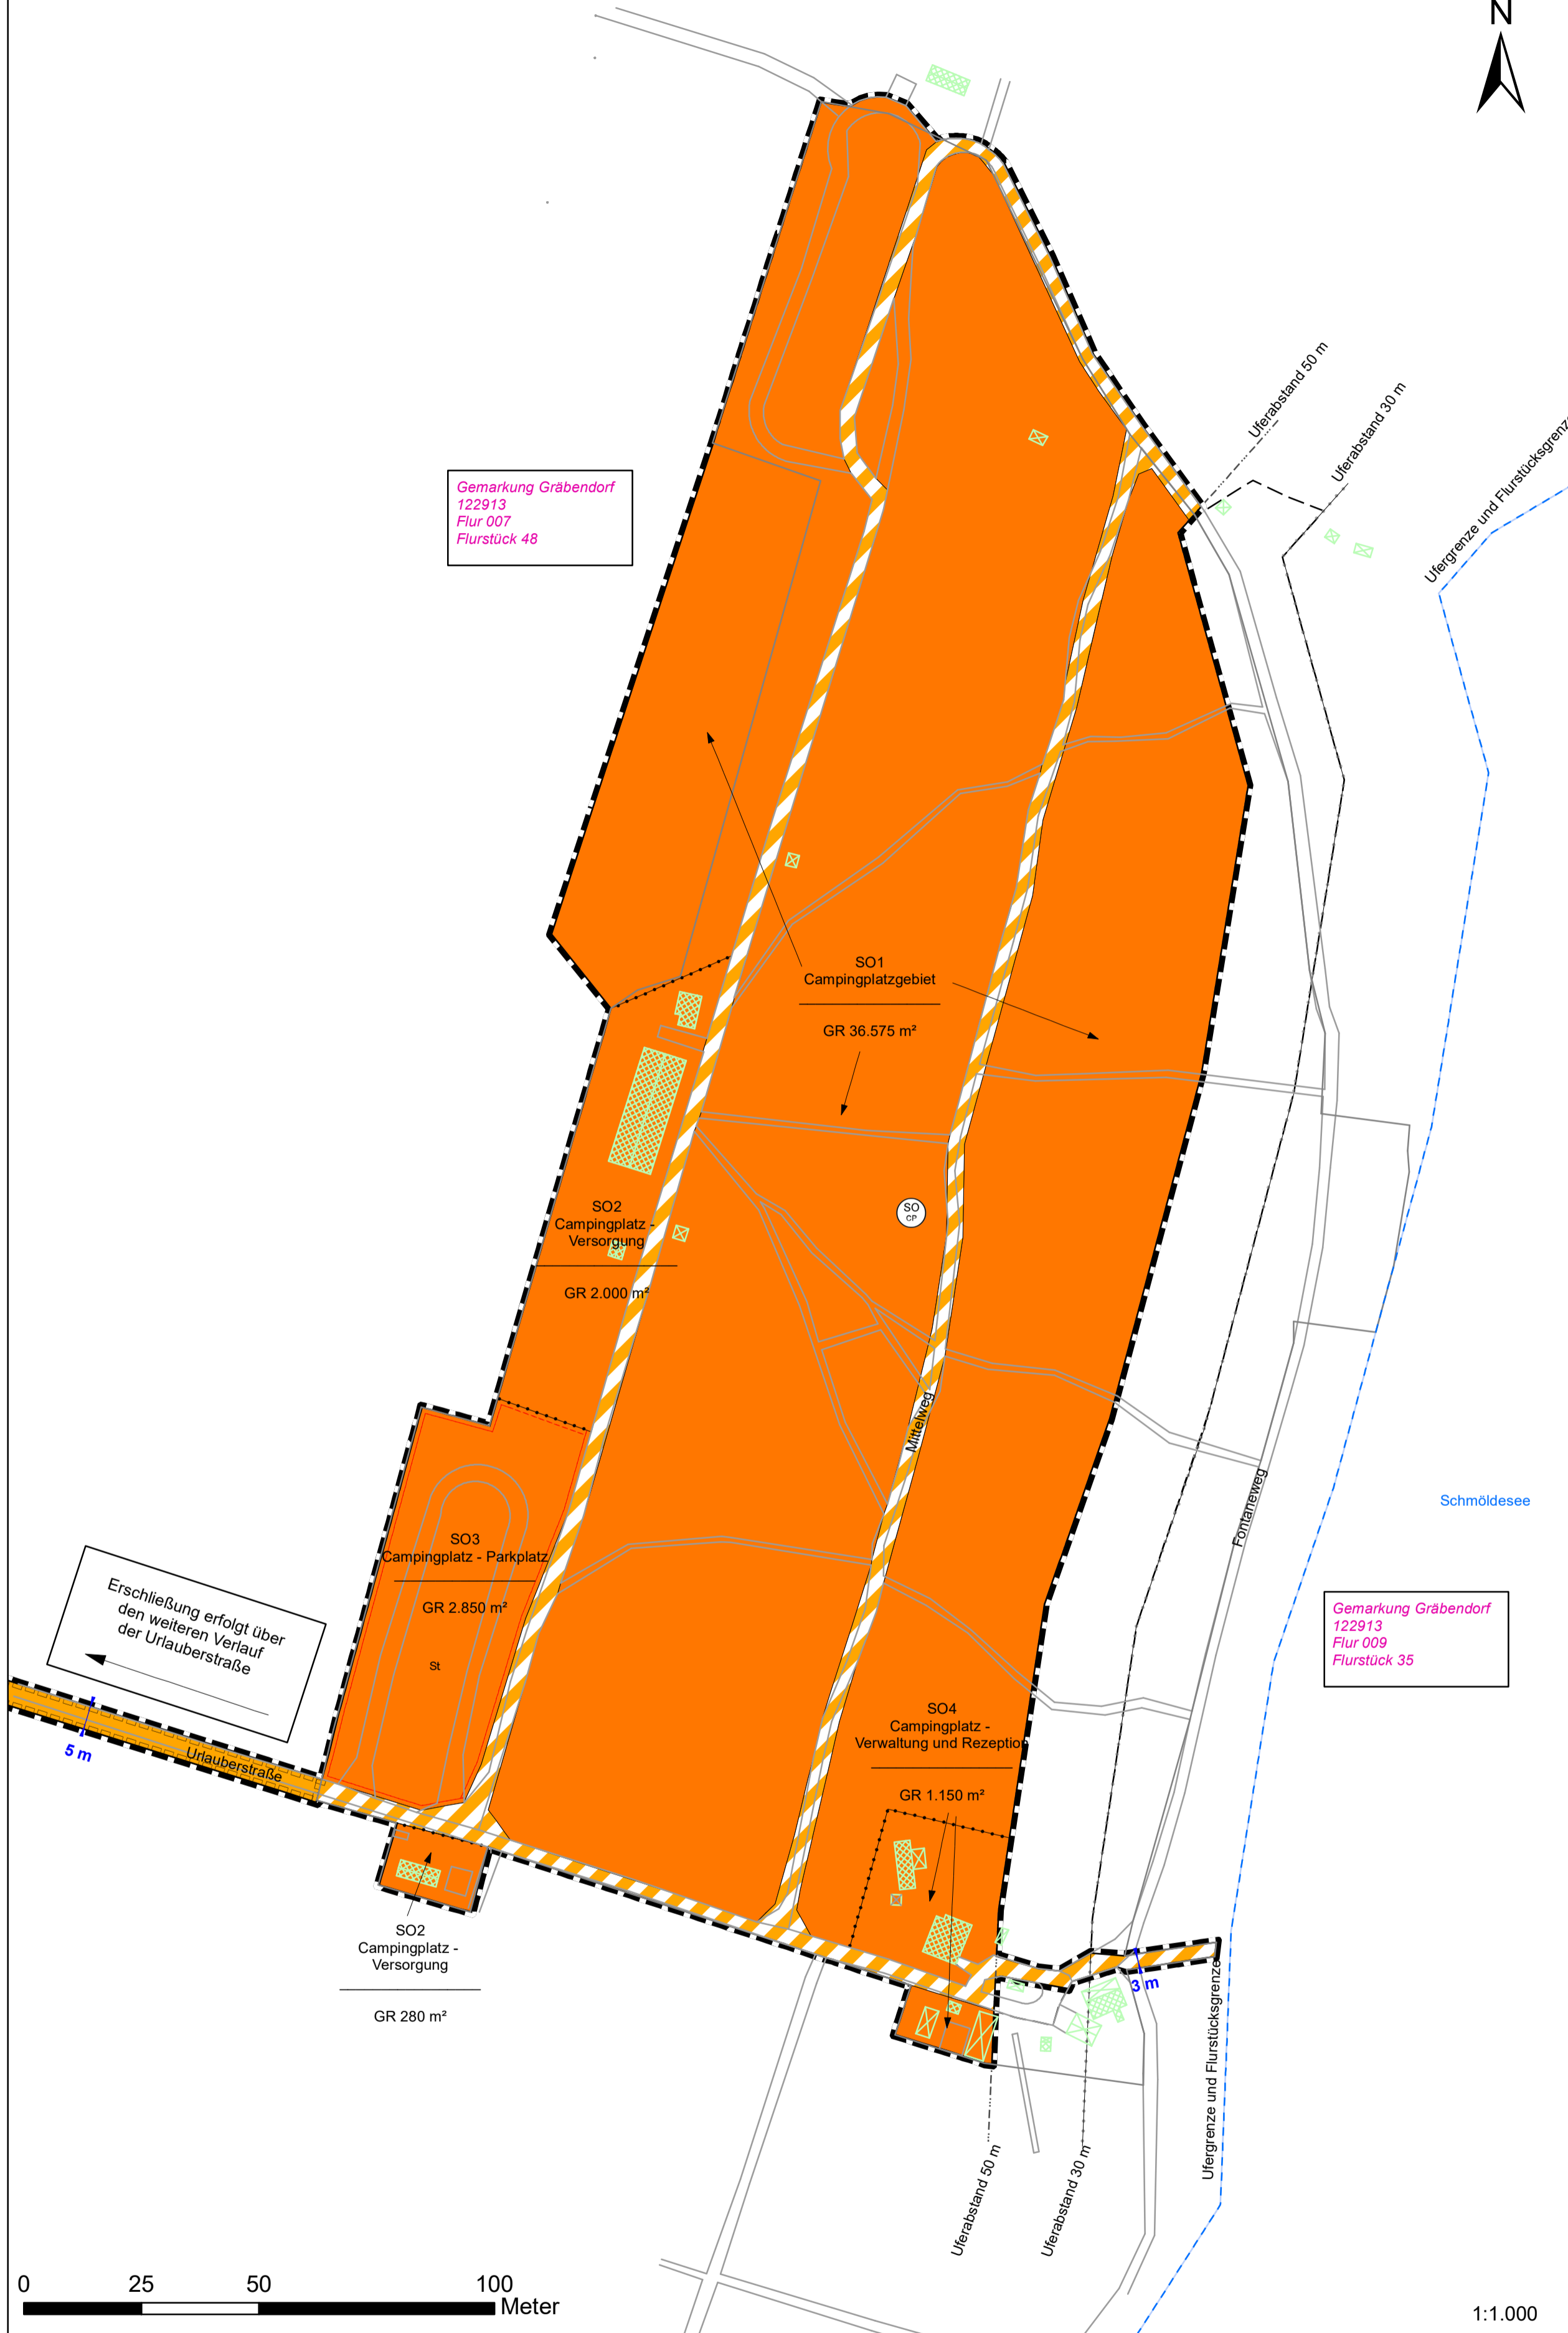 N
Uferabstand 50 m
Uferabstand 30 m
Ufergrenze und Flurstücksgrenze
Gemarkung Gräbendorf
122913
Flur 007
Flurstück 48
SO1
Campingplatzgebiet
GR 36.575 m²
SO
CP
SO2
Campingplatz -
Versorgung
GR 2.000 m²
Mittelweg
Fontaneweg
Schmöldesee
SO3
Campingplatz - Parkplatz
GR 2.850 m²
St
Erschließung erfolgt über
den weiteren Verlauf
der Urlauberstraße
Gemarkung Gräbendorf
122913
Flur 009
Flurstück 35
SO4
Campingplatz -
Verwaltung und Rezeption
GR 1.150 m²
5 m
Urlauberstraße
SO2
Campingplatz -
Versorgung
GR 280 m²
3 m
Ufergrenze und Flurstücksgrenze
Uferabstand 50 m
Uferabstand 30 m
0 25 50 100
Meter
1:1.000